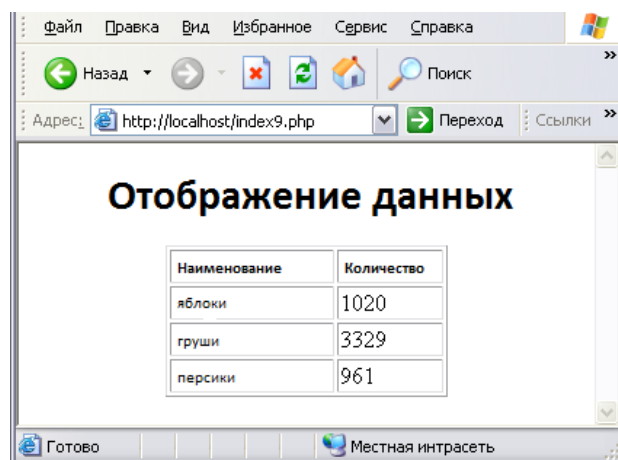 Файл Правка Вид Избранное Сервис Справка
Назад Поиск »
Адрес: http://localhost/index9.php Переход Ссылки »
Отображение данных
Наименование Количество
яблоки 1020
груши 3329
персики 961
Готово Местная интрасеть